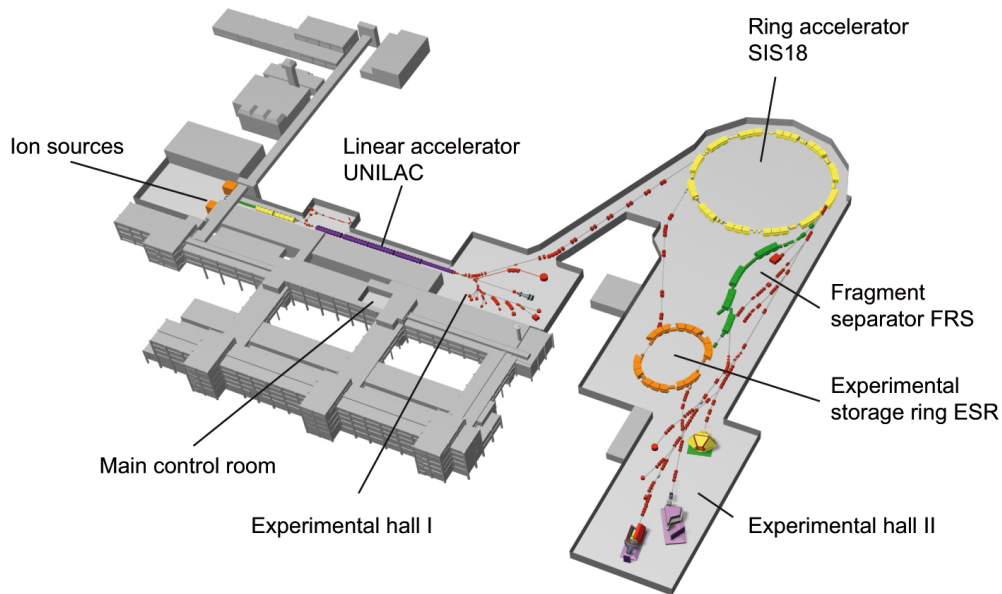 Ring accelerator
SIS18
Ion sources
Linear accelerator
UNILAC
Fragment
separator FRS
Experimental
storage ring ESR
Main control room
Experimental hall I
Experimental hall II